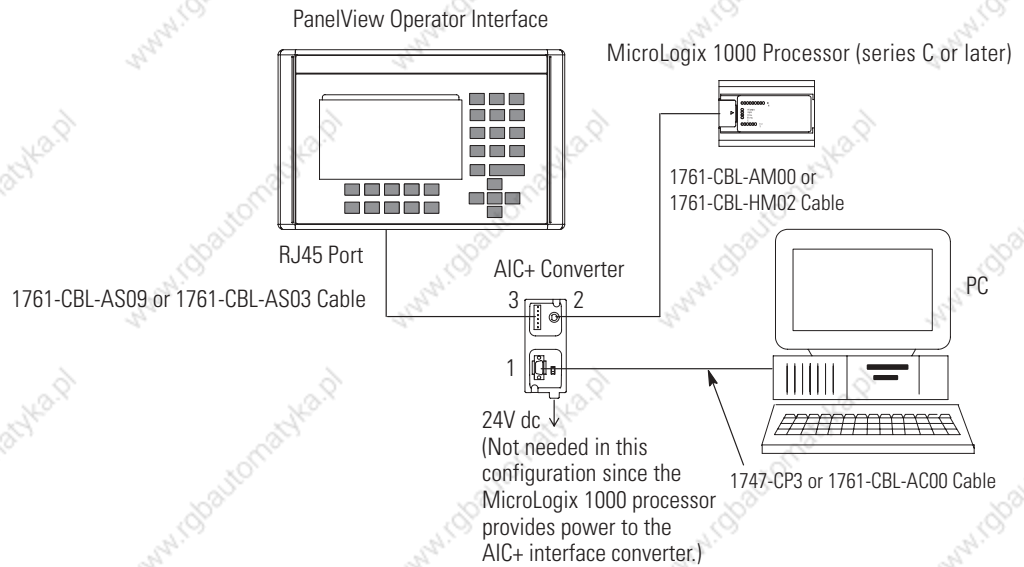 PanelView Operator Interface
MicroLogix 1000 Processor (series C or later)
1761-CBL-AM00 or
1761-CBL-HM02 Cable
RJ45 Port
AIC+ Converter
PC
1761-CBL-AS09 or 1761-CBL-AS03 Cable
3
2
1
24V dc
(Not needed in this
configuration since the
MicroLogix 1000 processor
provides power to the
AIC+ interface converter.)
1747-CP3 or 1761-CBL-AC00 Cable
www.rgbautomatyka.pl